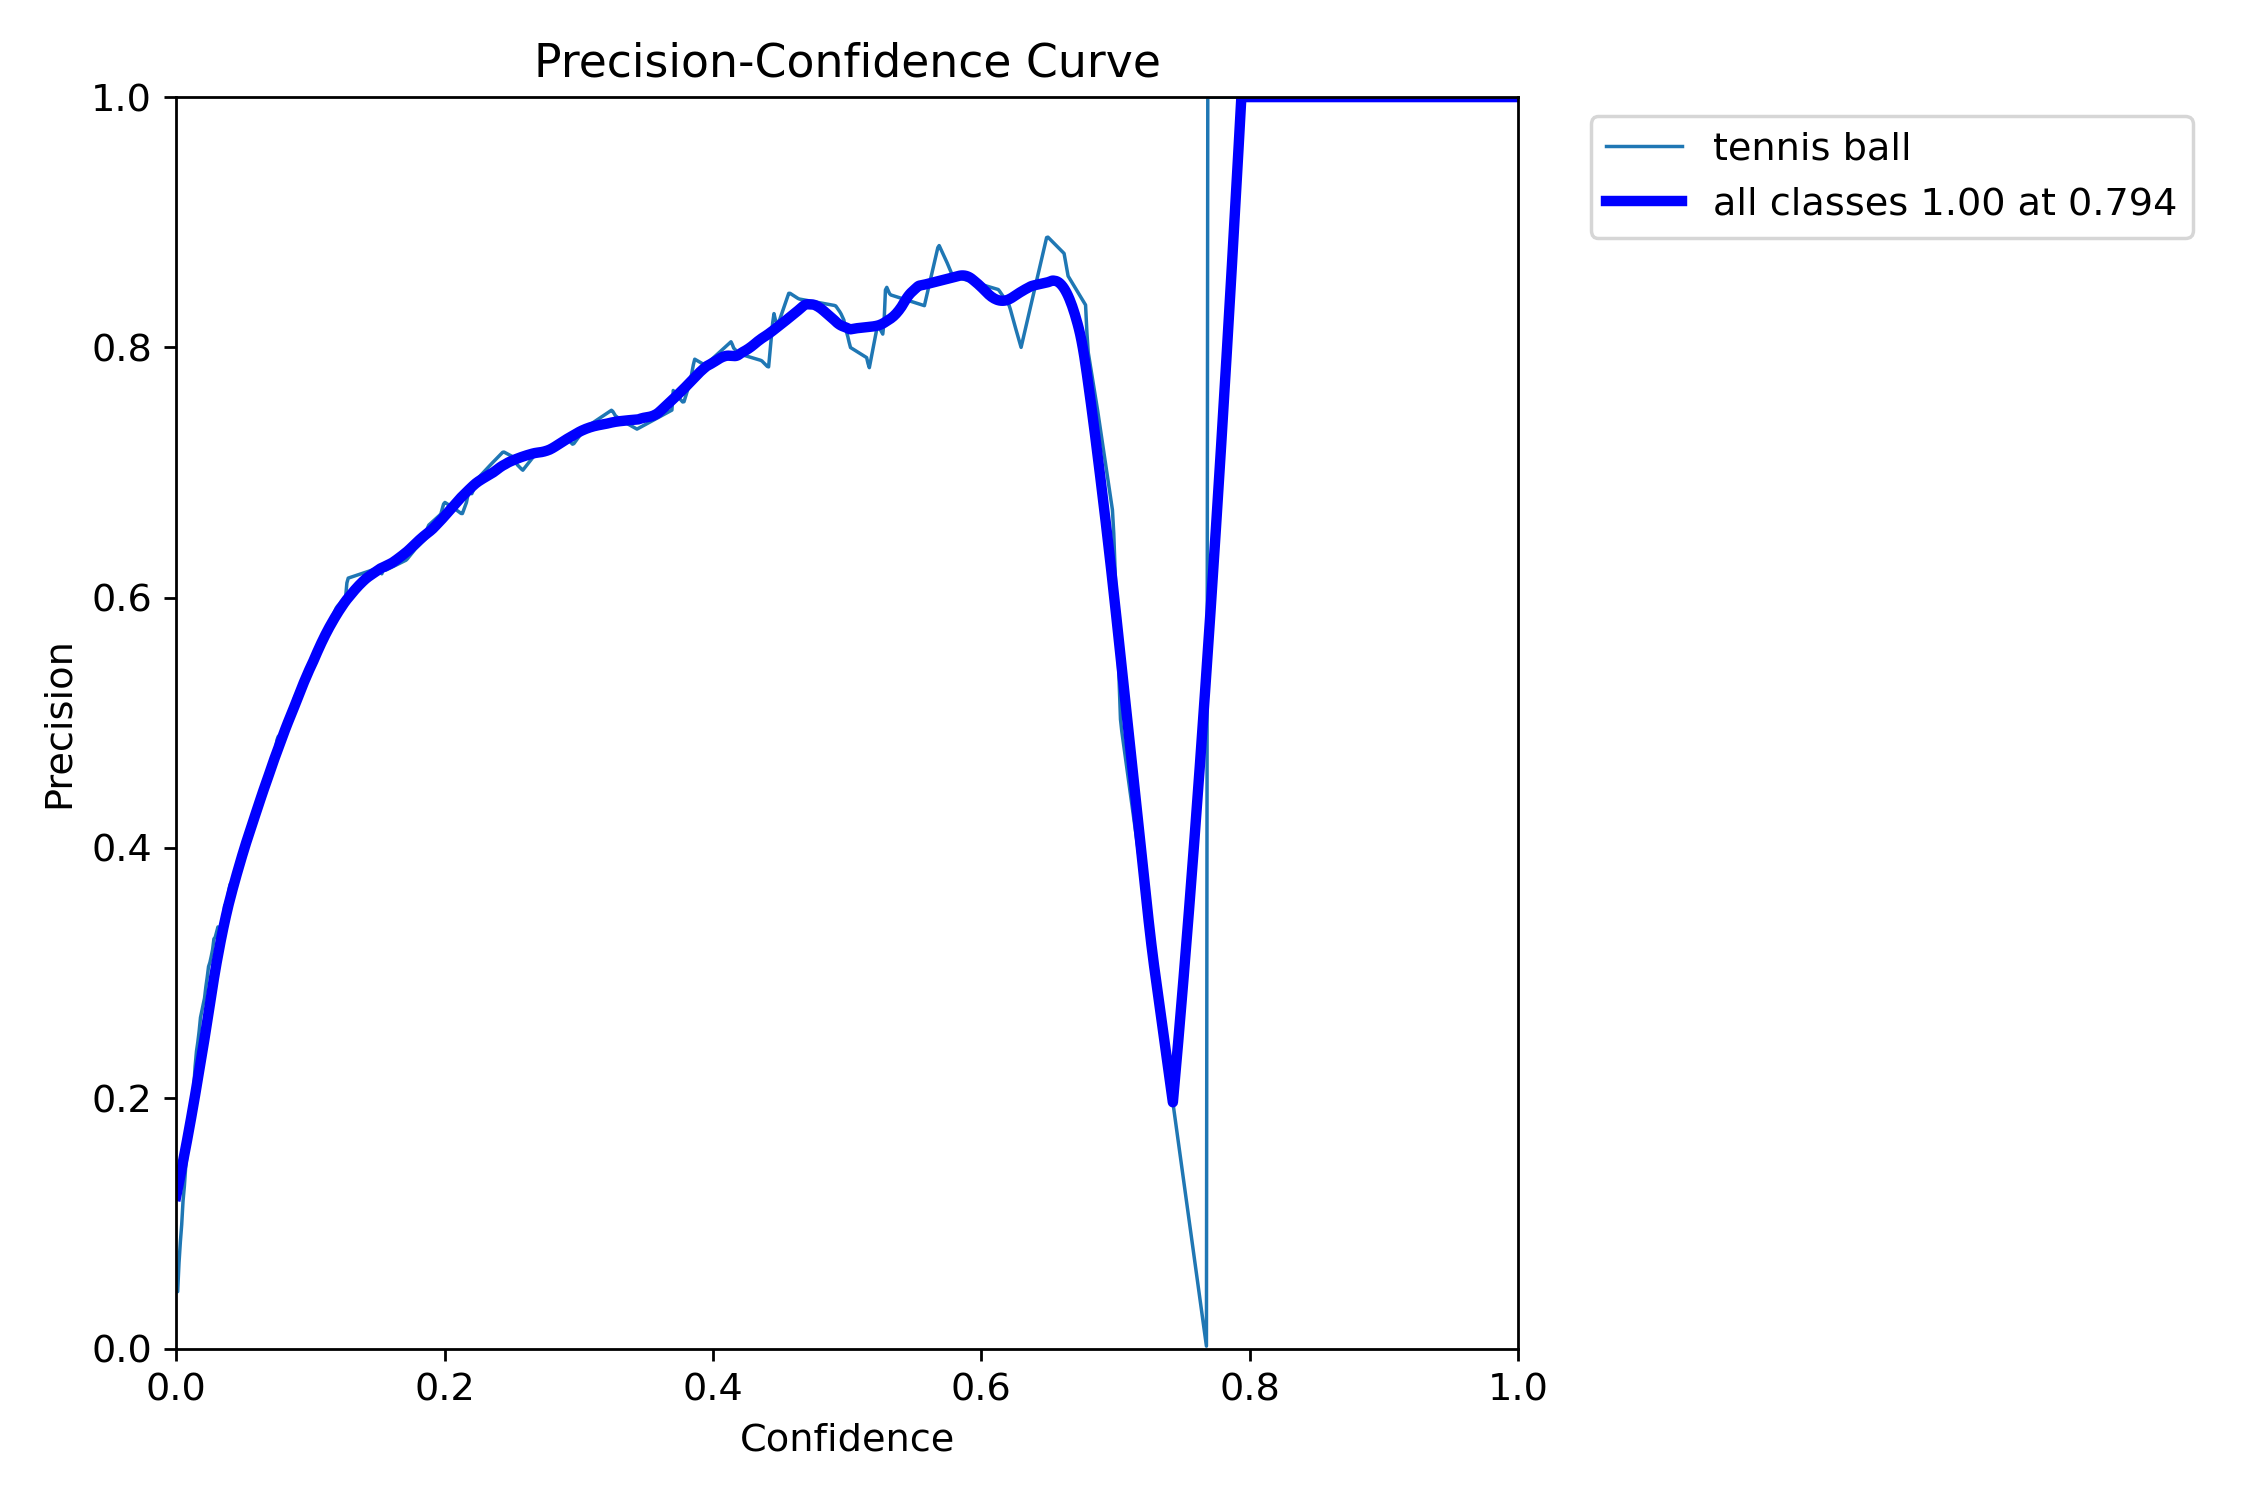 Precision-Confidence Curve
1.0
0.8
0.6
0.4
0.2
0.0
Precision
0.0 0.2 0.4 0.6 0.8 1.0
Confidence
tennis ball
all classes 1.00 at 0.794